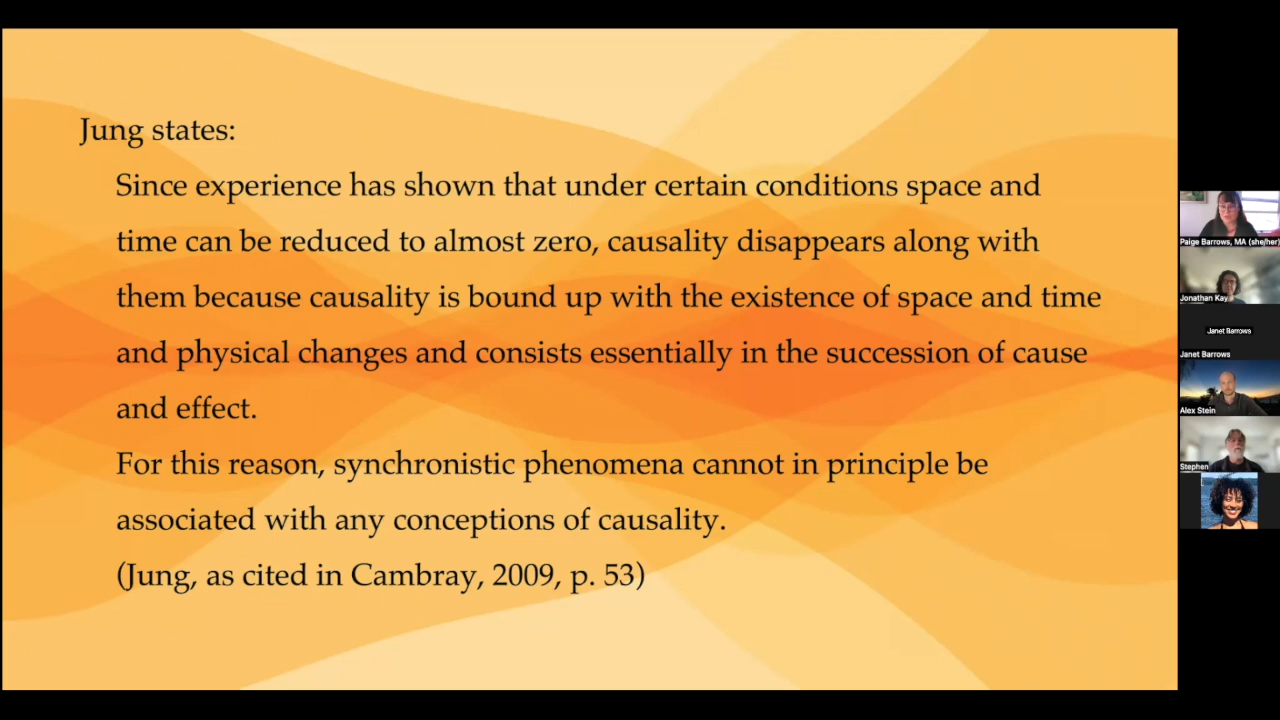 Jung states:
Since experience has shown that under certain conditions space and
time can be reduced to almost zero, causality disappears along with
them because causality is bound up with the existence of space and time
and physical changes and consists essentially in the succession of cause
and effect.
For this reason, synchronistic phenomena cannot in principle be
associated with any conceptions of causality.
(Jung, as cited in Cambray, 2009, p. 53)
Paige Barrows, MA (she/her)
Jonathan Kay
Janet Barrows
Janet Barrows
Alex Stein
Stephen